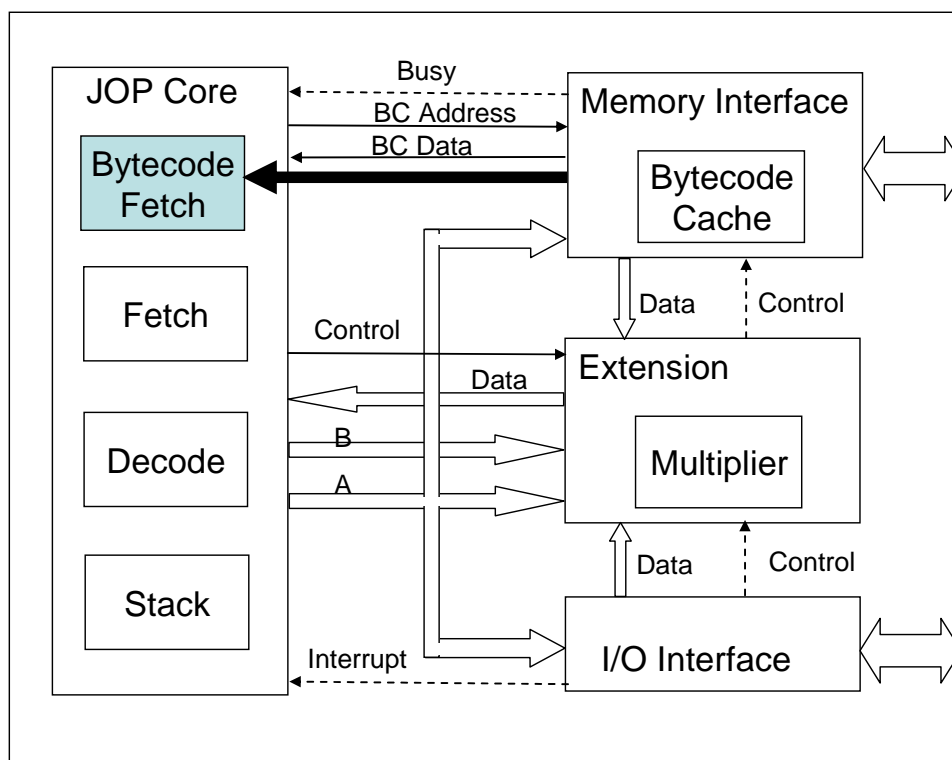 JOP Core
Bytecode
Fetch
Fetch
Decode
Stack
Busy
BC Address
BC Data
Control
Data
B
A
Interrupt
Memory Interface
Bytecode
Cache
Data
Control
Extension
Multiplier
Data
Control
I/O Interface